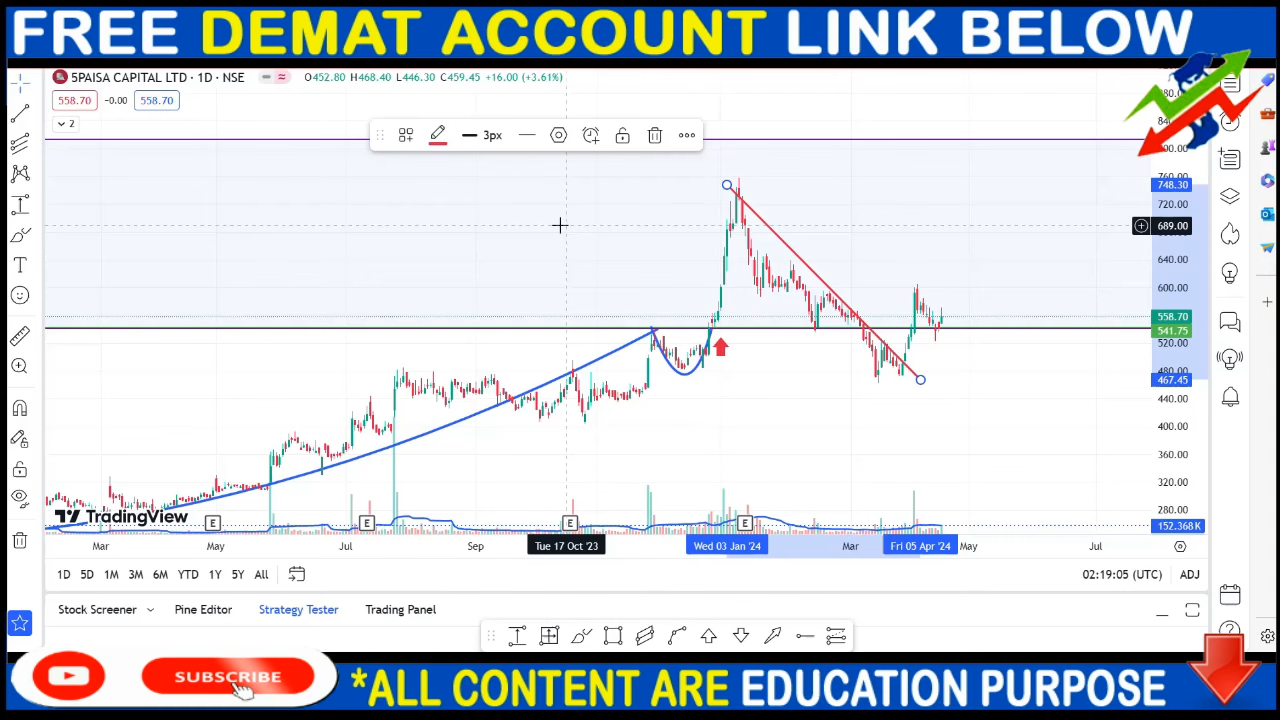 FREE DEMAT ACCOUNT LINK BELOW
5PAISA CAPITAL LTD · 1D · NSE
O452.80 H468.40 L446.30 C459.45 +16.00 (+3.61%)
558.70 -0.00 558.70
2
3px
800.00
760.00
748.30
720.00
689.00
640.00
600.00
558.70
541.75
520.00
480.00
467.45
440.00
400.00
360.00
320.00
280.00
152.368K
TradingView
E E E E
Mar May Jul Sep Tue 17 Oct '23 Wed 03 Jan '24 Mar Fri 05 Apr '24 May Jul
1D 5D 1M 3M 6M YTD 1Y 5Y All
02:19:05 (UTC) ADJ
Stock Screener Pine Editor Strategy Tester Trading Panel
SUBSCRIBE
*ALL CONTENT ARE EDUCATION PURPOSE